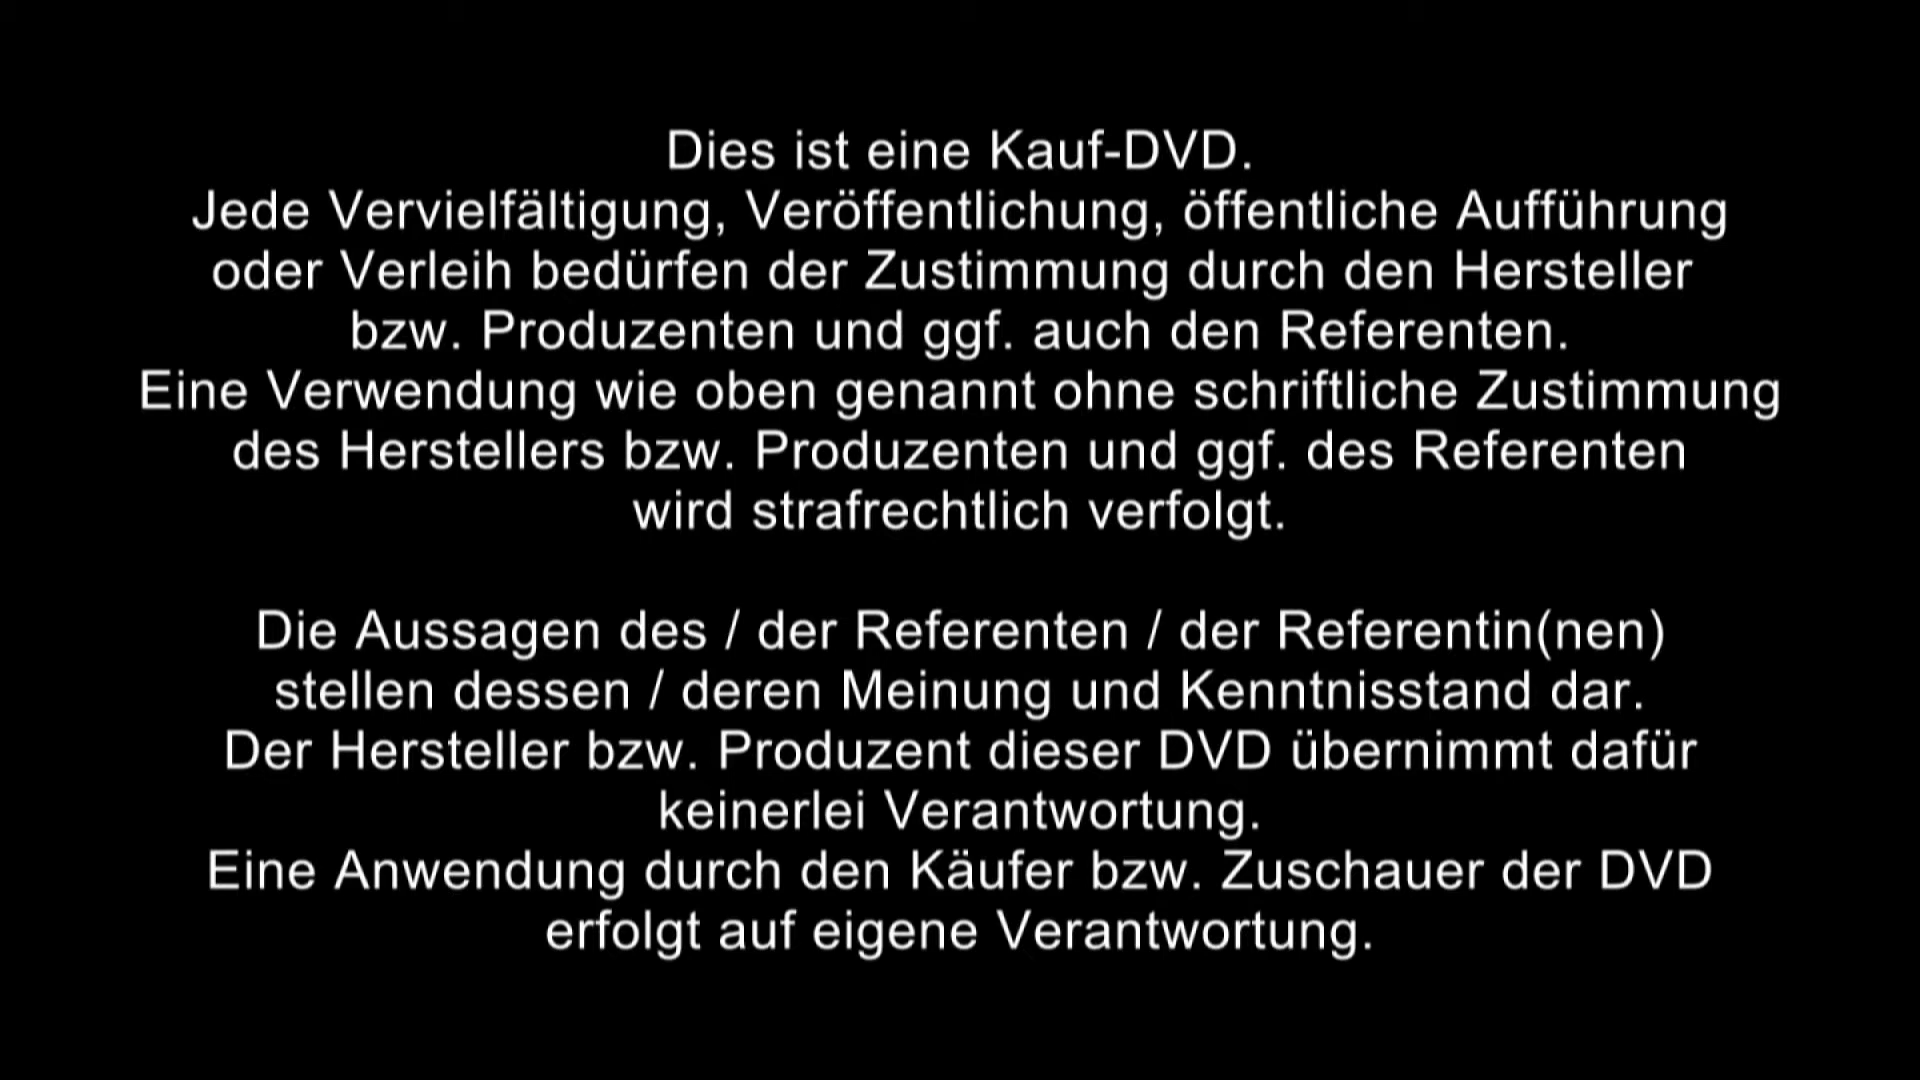 Dies ist eine Kauf-DVD.
Jede Vervielfältigung, Veröffentlichung, öffentliche Aufführung
oder Verleih bedürfen der Zustimmung durch den Hersteller
bzw. Produzenten und ggf. auch den Referenten.
Eine Verwendung wie oben genannt ohne schriftliche Zustimmung
des Herstellers bzw. Produzenten und ggf. des Referenten
wird strafrechtlich verfolgt.
Die Aussagen des / der Referenten / der Referentin(nen)
stellen dessen / deren Meinung und Kenntnisstand dar.
Der Hersteller bzw. Produzent dieser DVD übernimmt dafür
keinerlei Verantwortung.
Eine Anwendung durch den Käufer bzw. Zuschauer der DVD
erfolgt auf eigene Verantwortung.